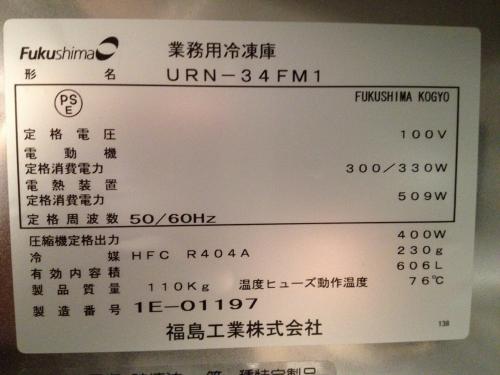 Fukushima 業務用冷凍庫
形名 URN-34FM1
PS E FUKUSHIMA KOGYO
定格電圧 100V
電動機
定格消費電力 300/330W
電熱装置
定格消費電力 509W
定格周波数 50/60Hz
圧縮機定格出力 400W
冷媒 HFC R404A 230g
有効内容積 606L
製品質量 110Kg 温度ヒューズ動作温度 76℃
製造番号 1E-01197
福島工業株式会社
138